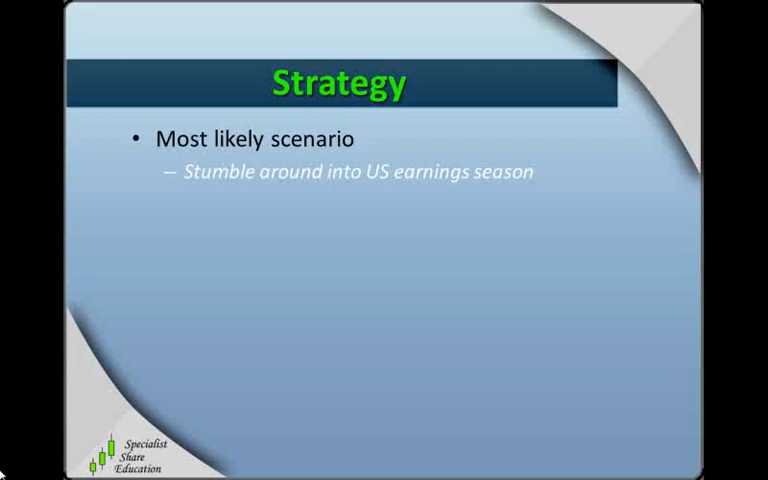 Strategy
• Most likely scenario
– Stumble around into US earnings season
Specialist
Share
Education